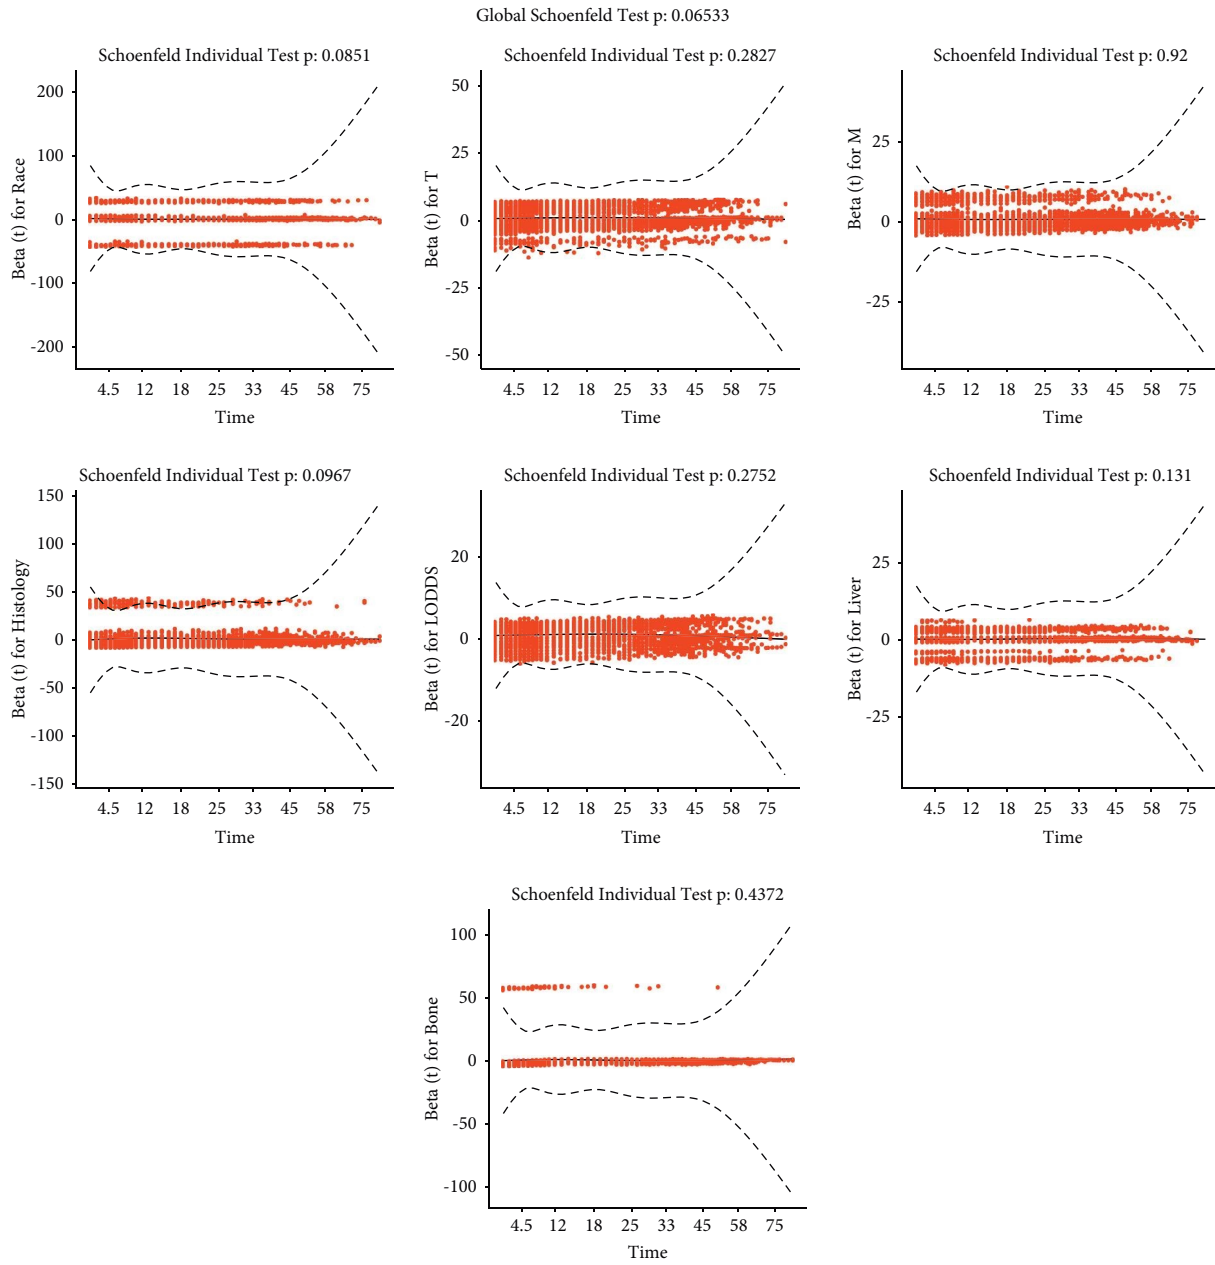 Global Schoenfeld Test p: 0.06533
Schoenfeld Individual Test p: 0.0851
200
100
0
-100
-200
Beta (t) for Race
4.5 12 18 25 33 45 58 75
Time
Schoenfeld Individual Test p: 0.2827
50
25
0
-25
-50
Beta (t) for T
4.5 12 18 25 33 45 58 75
Time
Schoenfeld Individual Test p: 0.92
25
0
-25
Beta (t) for M
4.5 12 18 25 33 45 58 75
Time
Schoenfeld Individual Test p: 0.0967
150
100
50
0
-50
-100
-150
Beta (t) for Histology
4.5 12 18 25 33 45 58 75
Time
Schoenfeld Individual Test p: 0.2752
20
0
-20
Beta (t) for LODDS
4.5 12 18 25 33 45 58 75
Time
Schoenfeld Individual Test p: 0.131
25
0
-25
Beta (t) for Liver
4.5 12 18 25 33 45 58 75
Time
Schoenfeld Individual Test p: 0.4372
100
50
0
-50
-100
Beta (t) for Bone
4.5 12 18 25 33 45 58 75
Time